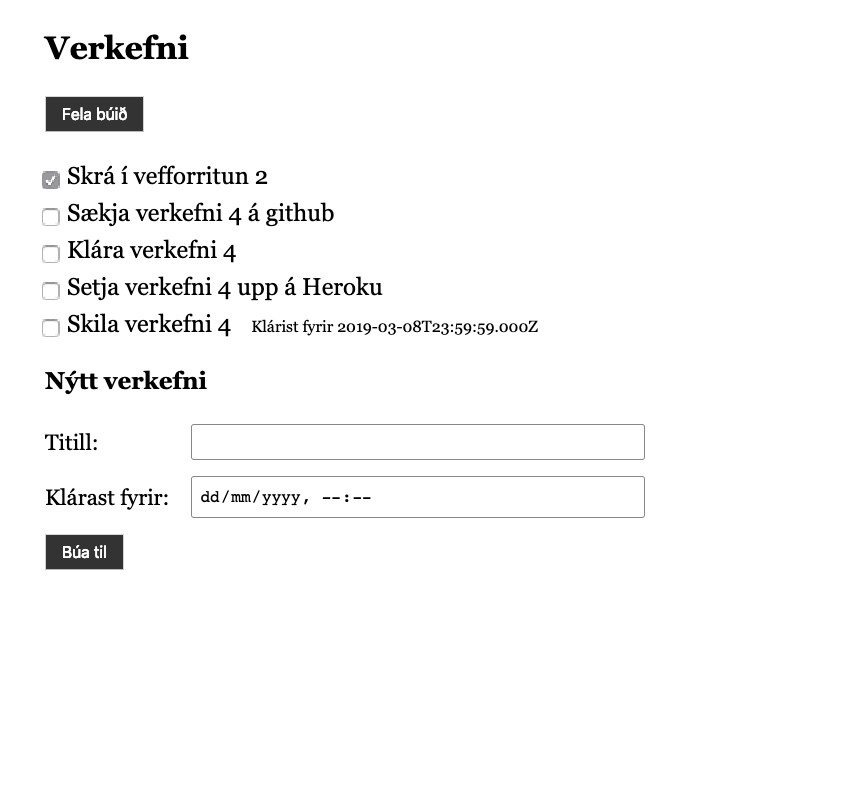 Verkefni
Fela búið
Skrá í vefforritun 2
Sækja verkefni 4 á github
Klára verkefni 4
Setja verkefni 4 upp á Heroku
Skila verkefni 4 Klárist fyrir 2019-03-08T23:59:59.000Z
Nýtt verkefni
Titill:
Klárast fyrir: dd/mm/yyyy, --:--
Búa til